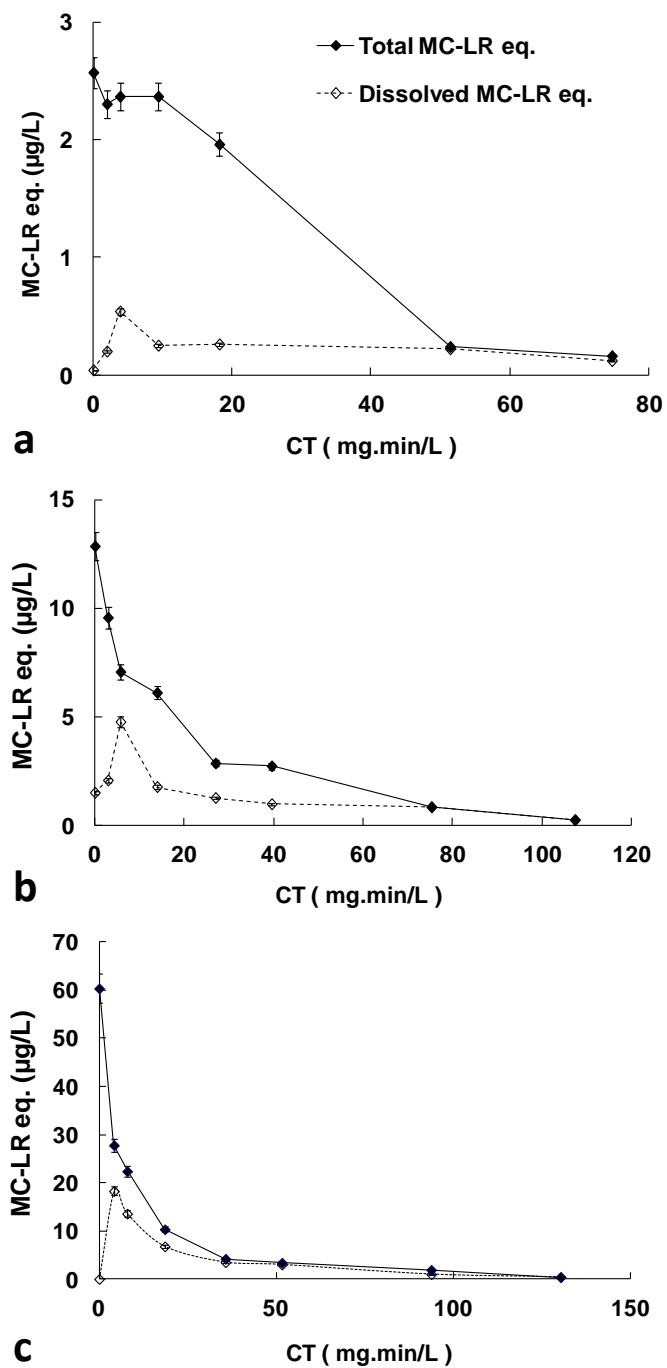 3
Total MC-LR eq.
Dissolved MC-LR eq.
2
1
0
MC-LR eq. (µg/L)
0 20 40 60 80
CT ( mg.min/L )
a
15
10
5
0
MC-LR eq. (µg/L)
0 20 40 60 80 100 120
CT ( mg.min/L )
b
70
60
50
40
30
20
10
0
MC-LR eq. (µg/L)
0 50 100 150
CT ( mg.min/L )
c